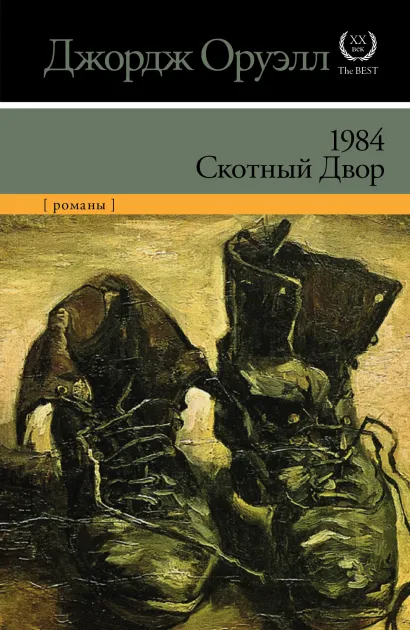 Джордж Оруэлл
XX
век
The BEST
1984
Скотный Двор
[ романы ]